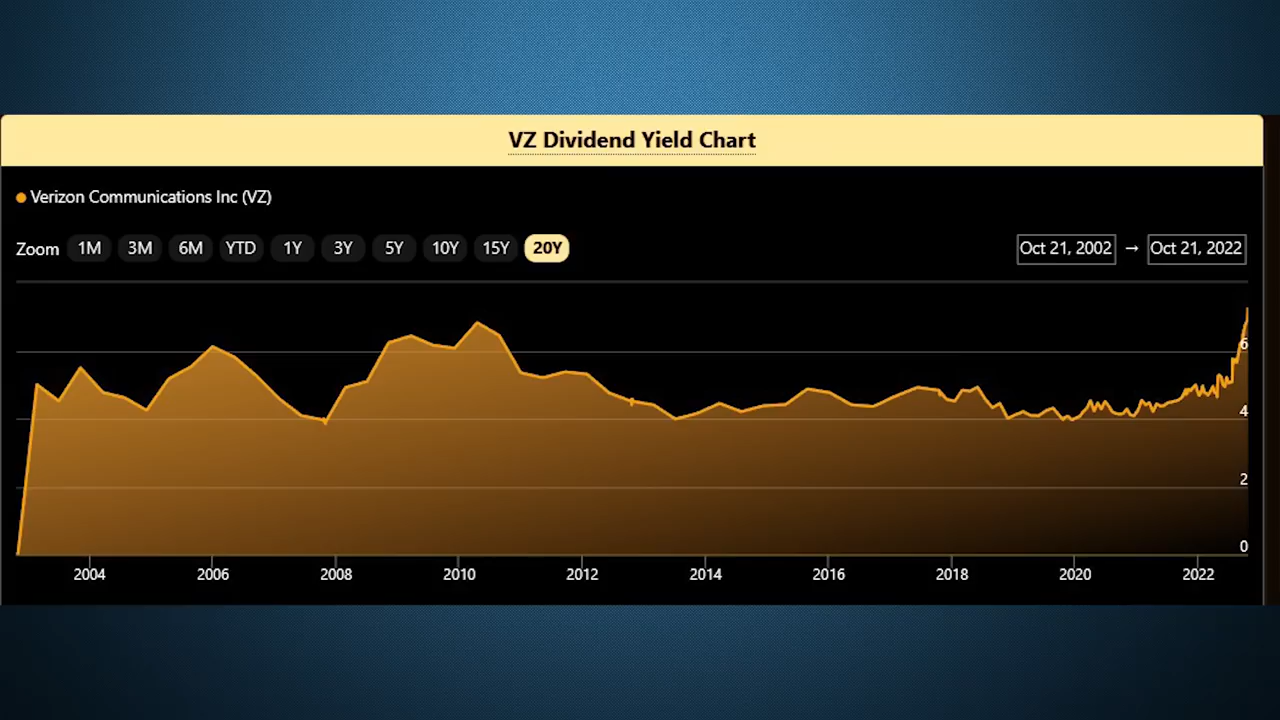 VZ Dividend Yield Chart
Verizon Communications Inc (VZ)
Zoom 1M 3M 6M YTD 1Y 3Y 5Y 10Y 15Y 20Y Oct 21, 2002 → Oct 21, 2022
6
4
2
0
2004 2006 2008 2010 2012 2014 2016 2018 2020 2022